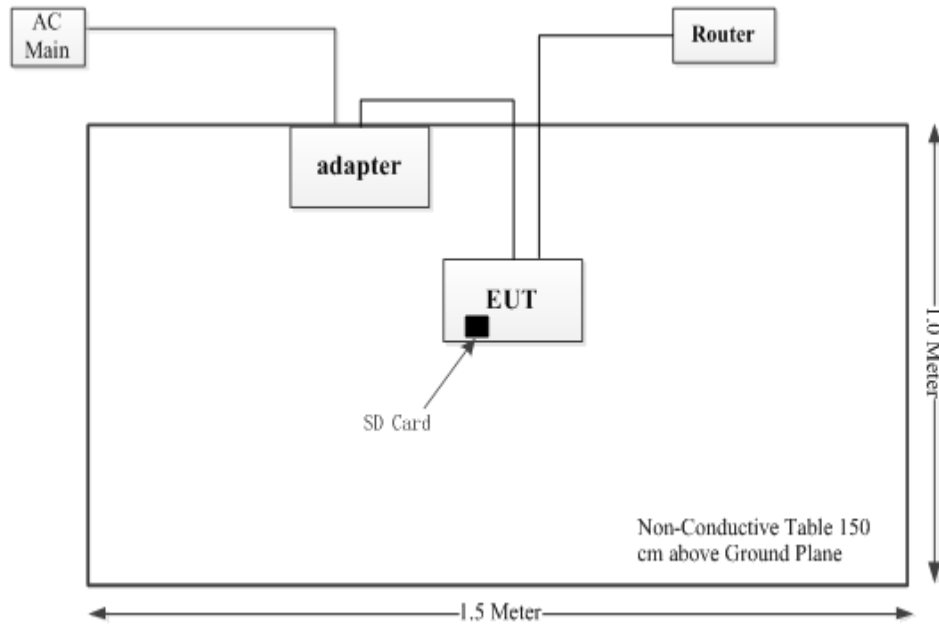 AC
Main
Router
adapter
EUT
SD Card
1.0 Meter
Non-Conductive Table 150
cm above Ground Plane
1.5 Meter